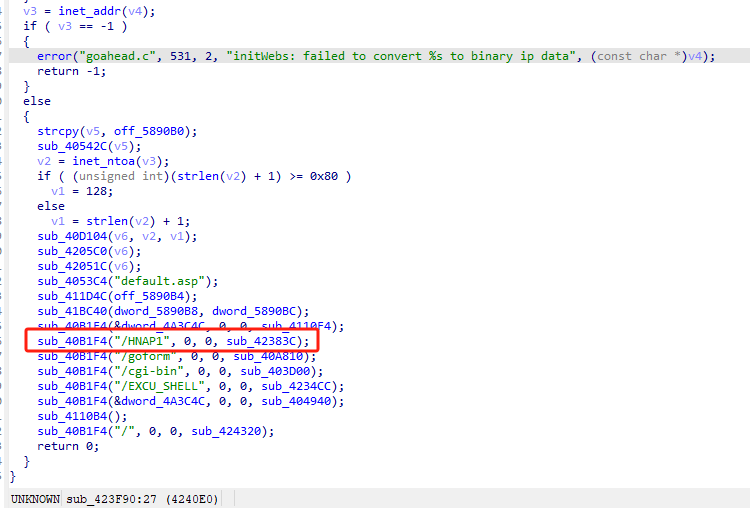 v3 = inet_addr(v4);
if ( v3 == -1 )
{
error("goahead.c", 531, 2, "initWebs: failed to convert %s to binary ip data", (const char *)v4);
return -1;
}
else
{
strcpy(v5, off_5890B0);
sub_40542C(v5);
v2 = inet_ntoa(v3);
if ( (unsigned int)(strlen(v2) + 1) >= 0x80 )
v1 = 128;
else
v1 = strlen(v2) + 1;
sub_40D104(v6, v2, v1);
sub_4205C0(v6);
sub_42051C(v6);
sub_4053C4("default.asp");
sub_411D4C(off_5890B4);
sub_41BC40(dword_5890B8, dword_5890BC);
sub_40B1F4(&dword_4A3C4C, 0, 0, sub_4110F4);
sub_40B1F4("/HNAP1", 0, 0, sub_42383C);
sub_40B1F4("/goform", 0, 0, sub_40A810);
sub_40B1F4("/cgi-bin", 0, 0, sub_403D00);
sub_40B1F4("/EXCU_SHELL", 0, 0, sub_4234CC);
sub_40B1F4(&dword_4A3C4C, 0, 0, sub_404940);
sub_4110B4();
sub_40B1F4("/", 0, 0, sub_424320);
return 0;
}
}
UNKNOWN sub_423F90:27 (4240E0)